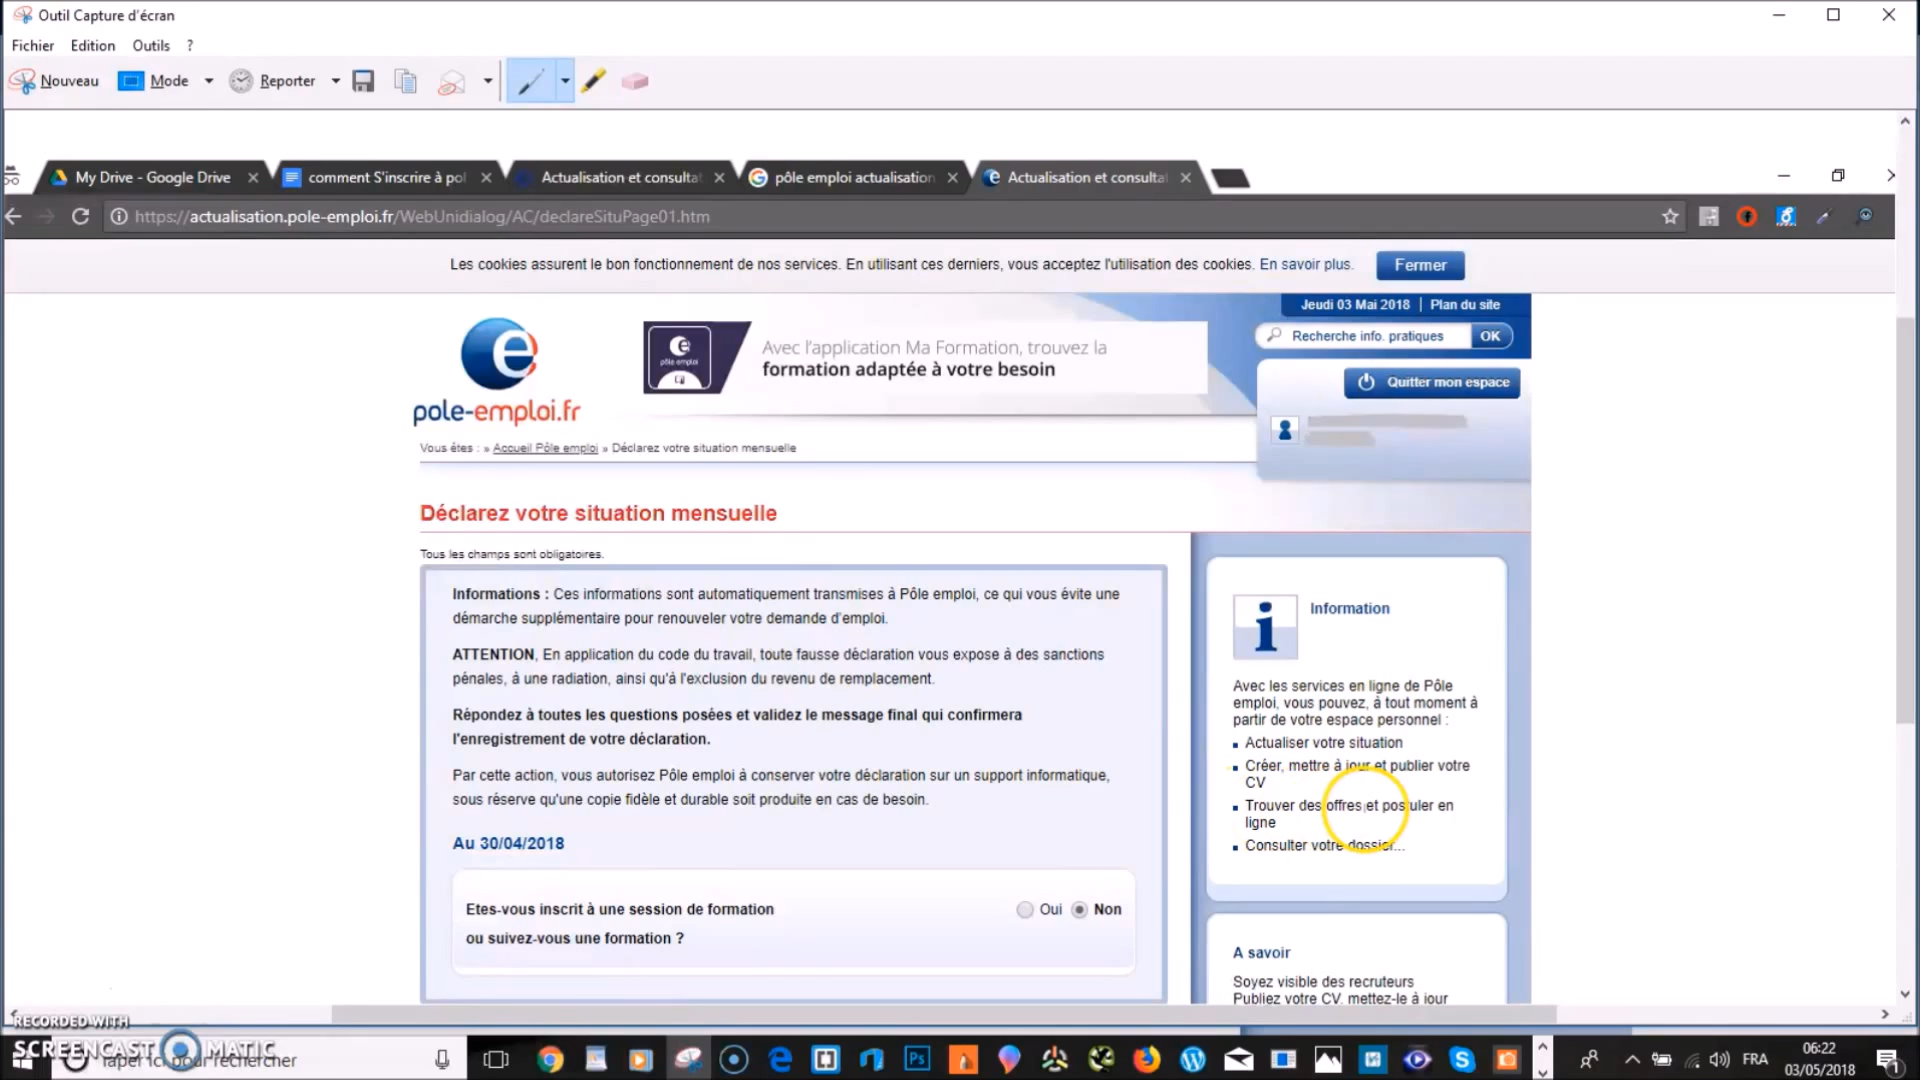 Outil Capture d'écran
Fichier Edition Outils ?
Nouveau Mode Reporter
My Drive - Google Drive
comment S'inscrire à pol
Actualisation et consultat
pôle emploi actualisation
Actualisation et consultat
https://actualisation.pole-emploi.fr/WebUnidialog/AC/declareSituPage01.htm
Les cookies assurent le bon fonctionnement de nos services. En utilisant ces derniers, vous acceptez l'utilisation des cookies. En savoir plus. Fermer
Jeudi 03 Mai 2018 | Plan du site
Recherche info. pratiques OK
pôle emploi
Avec l'application Ma Formation, trouvez la
formation adaptée à votre besoin
Quitter mon espace
pole-emploi.fr
Vous êtes : » Accueil Pôle emploi » Déclarez votre situation mensuelle
Déclarez votre situation mensuelle
Tous les champs sont obligatoires.
Informations : Ces informations sont automatiquement transmises à Pôle emploi, ce qui vous évite une
démarche supplémentaire pour renouveler votre demande d'emploi.
ATTENTION, En application du code du travail, toute fausse déclaration vous expose à des sanctions
pénales, à une radiation, ainsi qu'à l'exclusion du revenu de remplacement.
Répondez à toutes les questions posées et validez le message final qui confirmera
l'enregistrement de votre déclaration.
Par cette action, vous autorisez Pôle emploi à conserver votre déclaration sur un support informatique,
sous réserve qu'une copie fidèle et durable soit produite en cas de besoin.
Au 30/04/2018
Etes-vous inscrit à une session de formation
ou suivez-vous une formation ?
Oui Non
Information
Avec les services en ligne de Pôle
emploi, vous pouvez, à tout moment à
partir de votre espace personnel :
Actualiser votre situation
Créer, mettre à jour et publier votre
CV
Trouver des offres et postuler en
ligne
Consulter votre dossier...
A savoir
Soyez visible des recruteurs
Publiez votre CV, mettez-le à jour
RECORDED WITH
SCREENCAST MATIC
Taper ici pour rechercher
Ps
FRA
06:22
03/05/2018
1